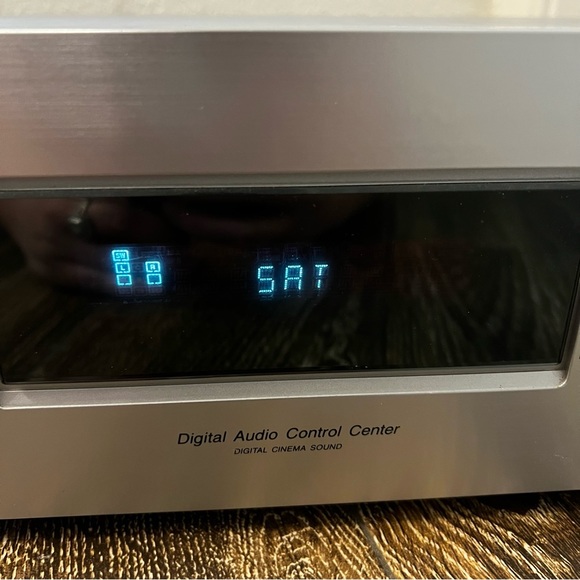 SW
L R
SAT
Digital Audio Control Center
DIGITAL CINEMA SOUND